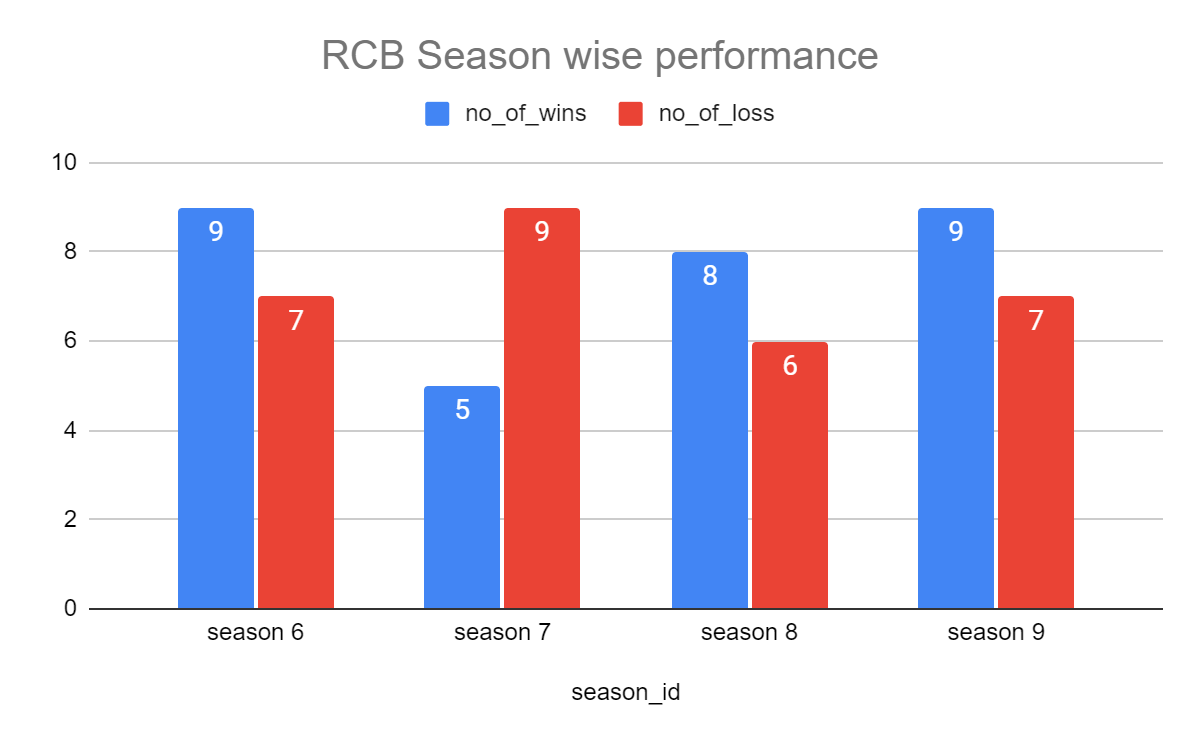 RCB Season wise performance
no_of_wins no_of_loss
10
8
6
4
2
0
9 7 5 9 8 6 9 7
season 6 season 7 season 8 season 9
season_id